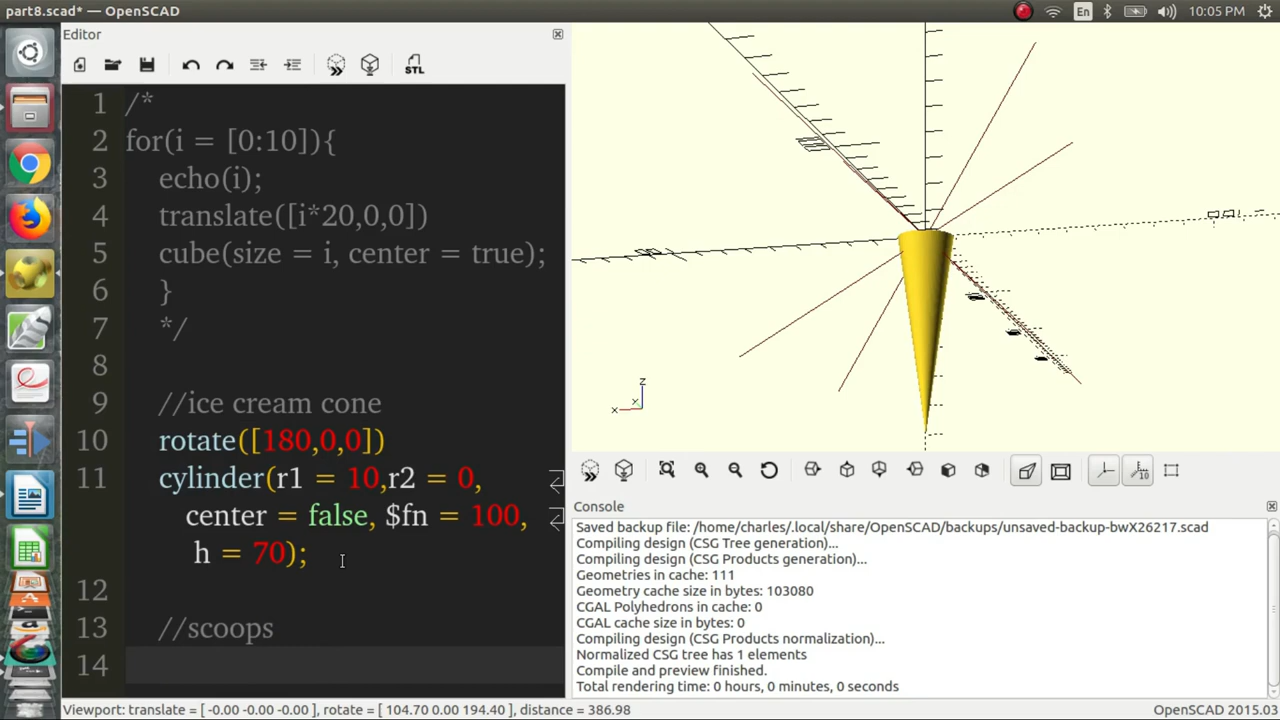 part8.scad* — OpenSCAD
En
10:05 PM
Editor
STL
1 /*
2 for(i = [0:10]){
3 echo(i);
4 translate([i*20,0,0])
5 cube(size = i, center = true);
6 }
7 */
8
9 //ice cream cone
10 rotate([180,0,0])
11 cylinder(r1 = 10,r2 = 0,
center = false, $fn = 100,
h = 70);
12
13 //scoops
14
z
x
Y
10
Console
Saved backup file: /home/charles/.local/share/OpenSCAD/backups/unsaved-backup-bwX26217.scad
Compiling design (CSG Tree generation)...
Compiling design (CSG Products generation)...
Geometries in cache: 111
Geometry cache size in bytes: 103080
CGAL Polyhedrons in cache: 0
CGAL cache size in bytes: 0
Compiling design (CSG Products normalization)...
Normalized CSG tree has 1 elements
Compile and preview finished.
Total rendering time: 0 hours, 0 minutes, 0 seconds
Viewport: translate = [ -0.00 -0.00 -0.00 ], rotate = [ 104.70 0.00 194.40 ], distance = 386.98
OpenSCAD 2015.03